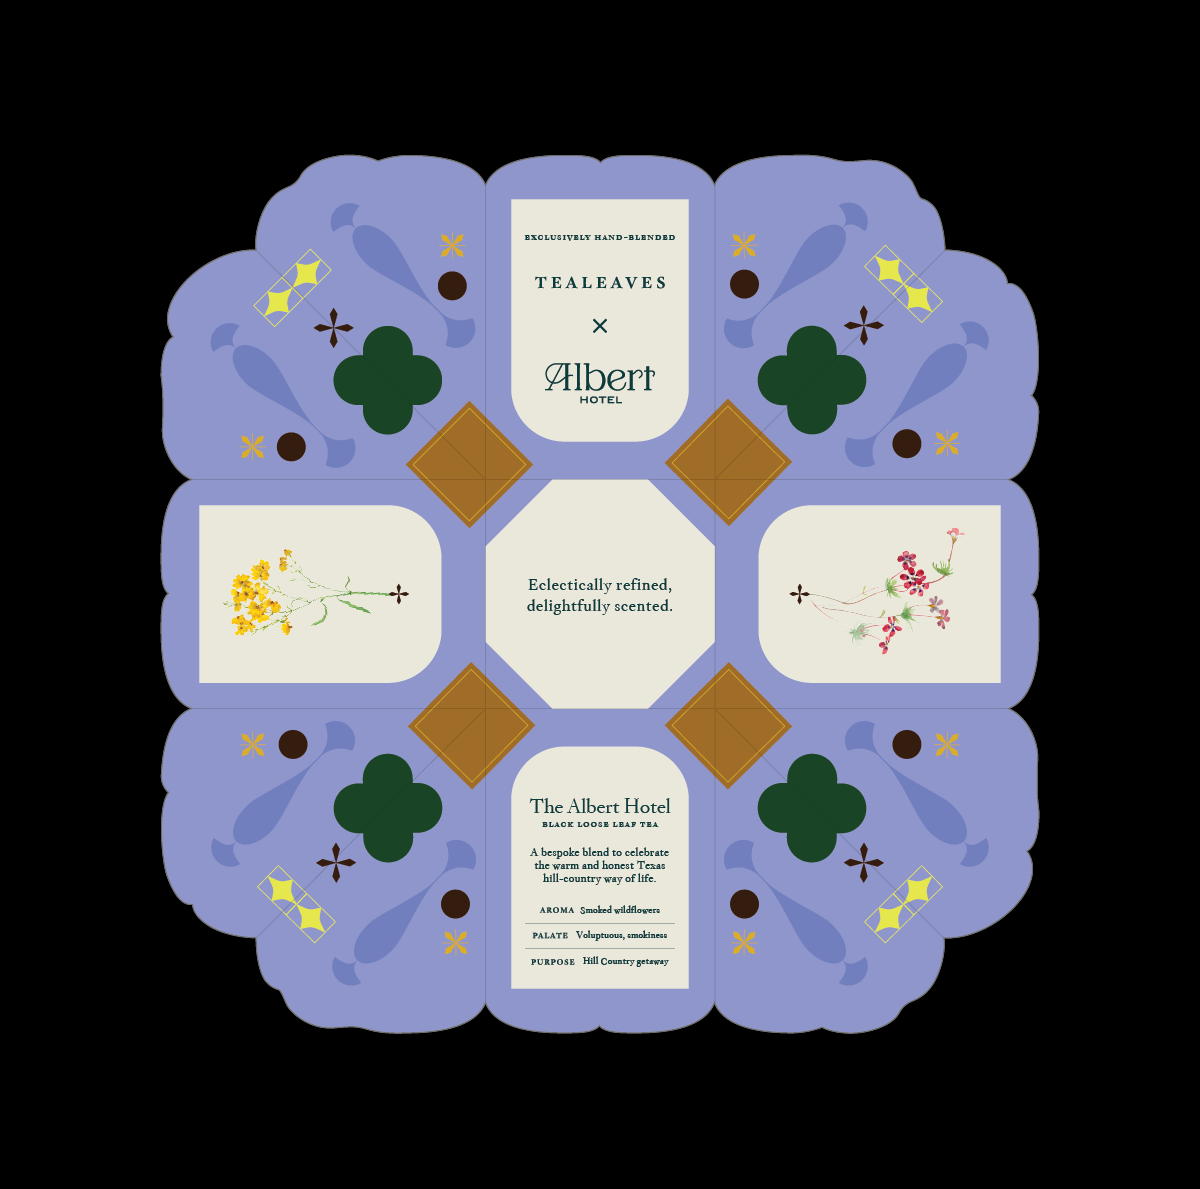 EXCLUSIVELY HAND-BLENDED
TEALEAVES
×
Albert
HOTEL
Eclectically refined,
delightfully scented.
The Albert Hotel
BLACK LOOSE LEAF TEA
A bespoke blend to celebrate
the warm and honest Texas
hill-country way of life.
AROMA Smoked wildflowers
PALATE Voluptuous, smokiness
PURPOSE Hill Country getaway